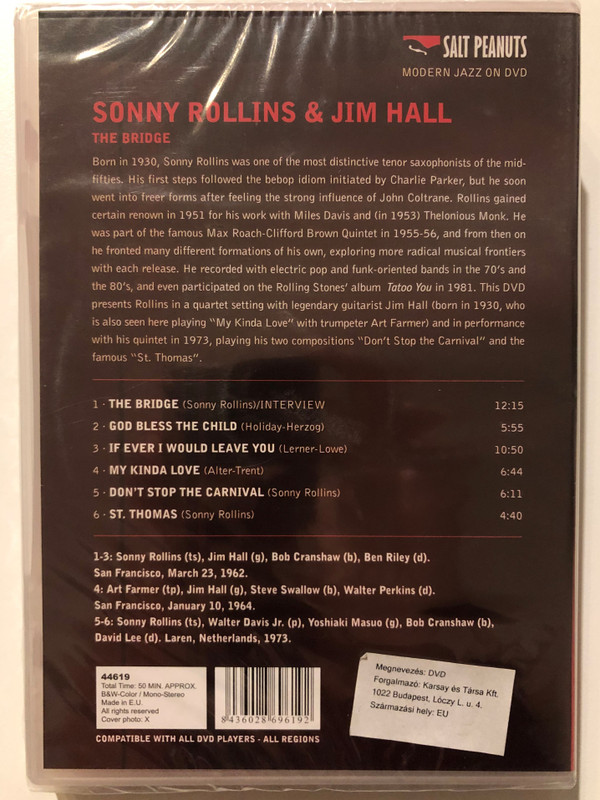 SALT PEANUTS
MODERN JAZZ ON DVD
SONNY ROLLINS & JIM HALL
THE BRIDGE
Born in 1930, Sonny Rollins was one of the most distinctive tenor saxophonists of the mid-
fifties. His first steps followed the bebop idiom initiated by Charlie Parker, but he soon
went into freer forms after feeling the strong influence of John Coltrane. Rollins gained
certain renown in 1951 for his work with Miles Davis and (in 1953) Thelonious Monk. He
was part of the famous Max Roach-Clifford Brown Quintet in 1955-56, and from then on
he fronted many different formations of his own, exploring more radical musical frontiers
with each release. He recorded with electric pop and funk-oriented bands in the 70's and
the 80's, and even participated on the Rolling Stones' album Tatoo You in 1981. This DVD
presents Rollins in a quartet setting with legendary guitarist Jim Hall (born in 1930, who
is also seen here playing "My Kinda Love" with trumpeter Art Farmer) and in performance
with his quintet in 1973, playing his two compositions "Don't Stop the Carnival" and the
famous "St. Thomas".
1 · THE BRIDGE (Sonny Rollins)/INTERVIEW 12:15
2 · GOD BLESS THE CHILD (Holiday-Herzog) 5:55
3 · IF EVER I WOULD LEAVE YOU (Lerner-Lowe) 10:50
4 · MY KINDA LOVE (Alter-Trent) 6:44
5 · DON'T STOP THE CARNIVAL (Sonny Rollins) 6:11
6 · ST. THOMAS (Sonny Rollins) 4:40
1-3: Sonny Rollins (ts), Jim Hall (g), Bob Cranshaw (b), Ben Riley (d).
San Francisco, March 23, 1962.
4: Art Farmer (tp), Jim Hall (g), Steve Swallow (b), Walter Perkins (d).
San Francisco, January 10, 1964.
5-6: Sonny Rollins (ts), Walter Davis Jr. (p), Yoshiaki Masuo (g), Bob Cranshaw (b),
David Lee (d). Laren, Netherlands, 1973.
44619
Total Time: 50 MIN. APPROX.
B&W-Color / Mono-Stereo
Made in E.U.
All rights reserved
Cover photo: X
8 436028 696192
COMPATIBLE WITH ALL DVD PLAYERS - ALL REGIONS
Megnevezés: DVD
Forgalmazó: Karsay és Társa Kft.
1022 Budapest, Lóczy L. u. 4.
Származási hely: EU